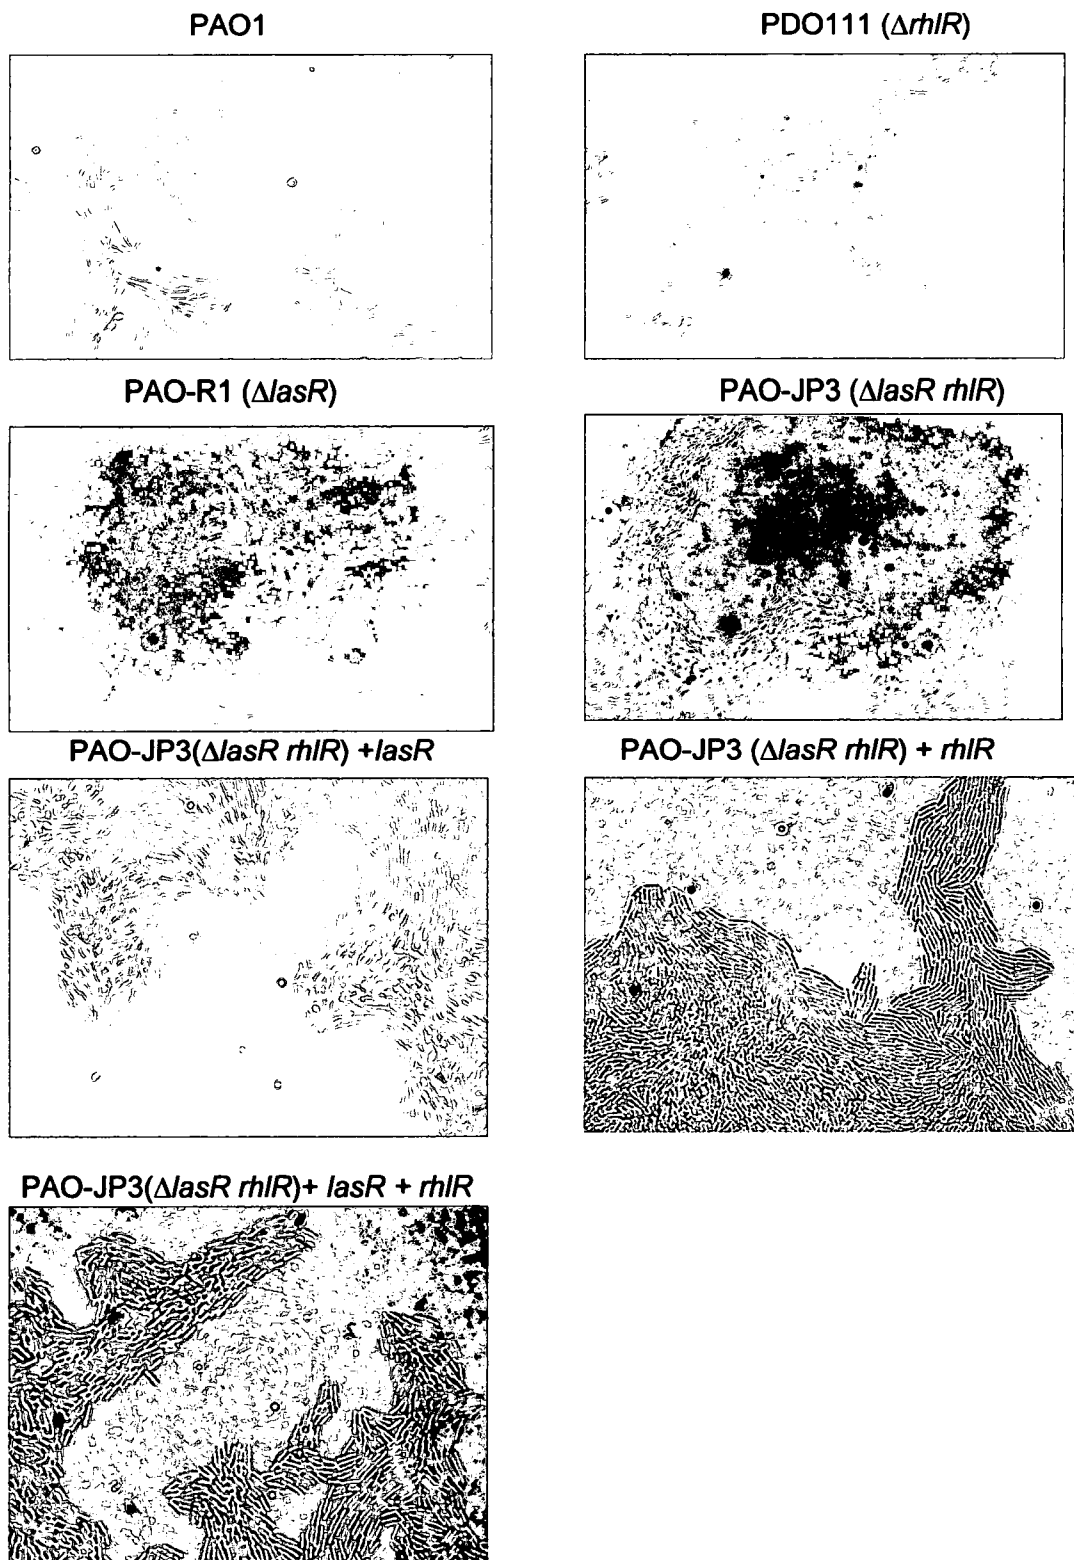 PAO1
PDO111 (ΔrhlR)
PAO-R1 (ΔlasR)
PAO-JP3 (ΔlasR rhlR)
PAO-JP3(ΔlasR rhlR) +lasR
PAO-JP3 (ΔlasR rhlR) + rhlR
PAO-JP3(ΔlasR rhlR)+ lasR + rhlR